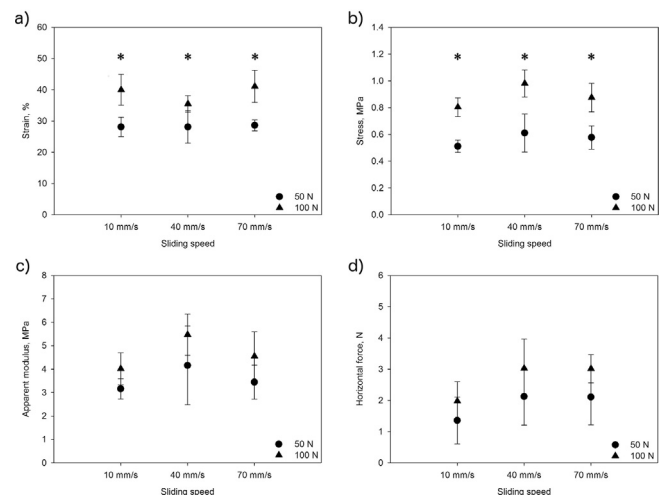 a)
60
50
40
30
20
10
0
Strain, %
* * *
50 N
100 N
10 mm/s 40 mm/s 70 mm/s
Sliding speed
b)
1.4
1.2
1.0
0.8
0.6
0.4
0.2
0.0
Stress, MPa
* * *
50 N
100 N
10 mm/s 40 mm/s 70 mm/s
Sliding speed
c)
8
7
6
5
4
3
2
1
0
Apparent modulus, MPa
50 N
100 N
10 mm/s 40 mm/s 70 mm/s
Sliding speed
d)
6
5
4
3
2
1
0
Horizontal force, N
50 N
100 N
10 mm/s 40 mm/s 70 mm/s
Sliding speed